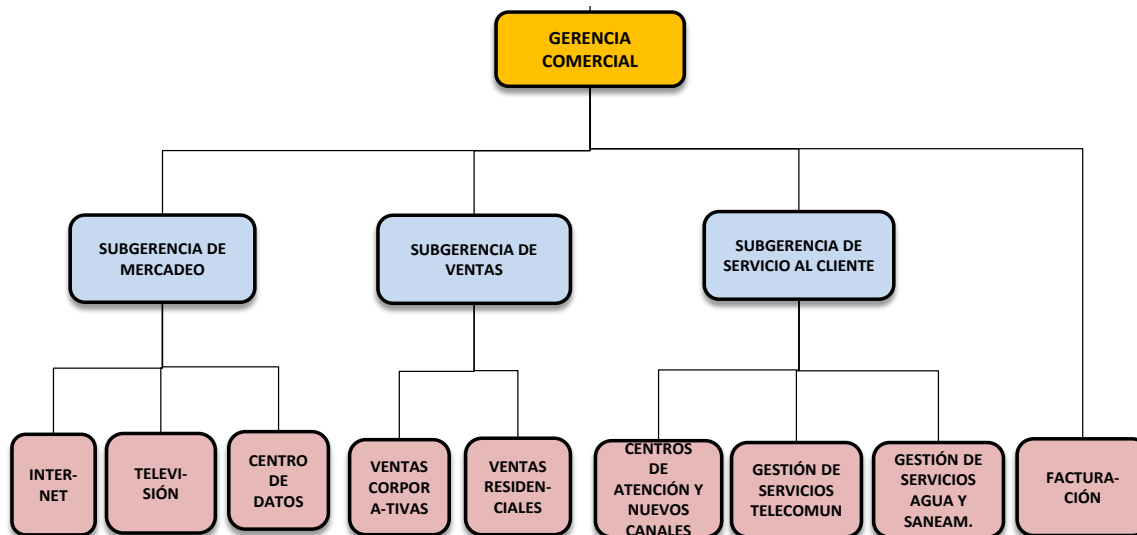 GERENCIA
COMERCIAL
SUBGERENCIA DE
MERCADEO
SUBGERENCIA DE
VENTAS
SUBGERENCIA DE
SERVICIO AL CLIENTE
INTER-
NET
TELEVI-
SIÓN
CENTRO
DE
DATOS
VENTAS
CORPOR
A-TIVAS
VENTAS
RESIDEN-
CIALES
CENTROS
DE
ATENCIÓN Y
NUEVOS
CANALES
GESTIÓN DE
SERVICIOS
TELECOMUN
GESTIÓN DE
SERVICIOS
AGUA Y
SANEAM.
FACTURA-
CIÓN